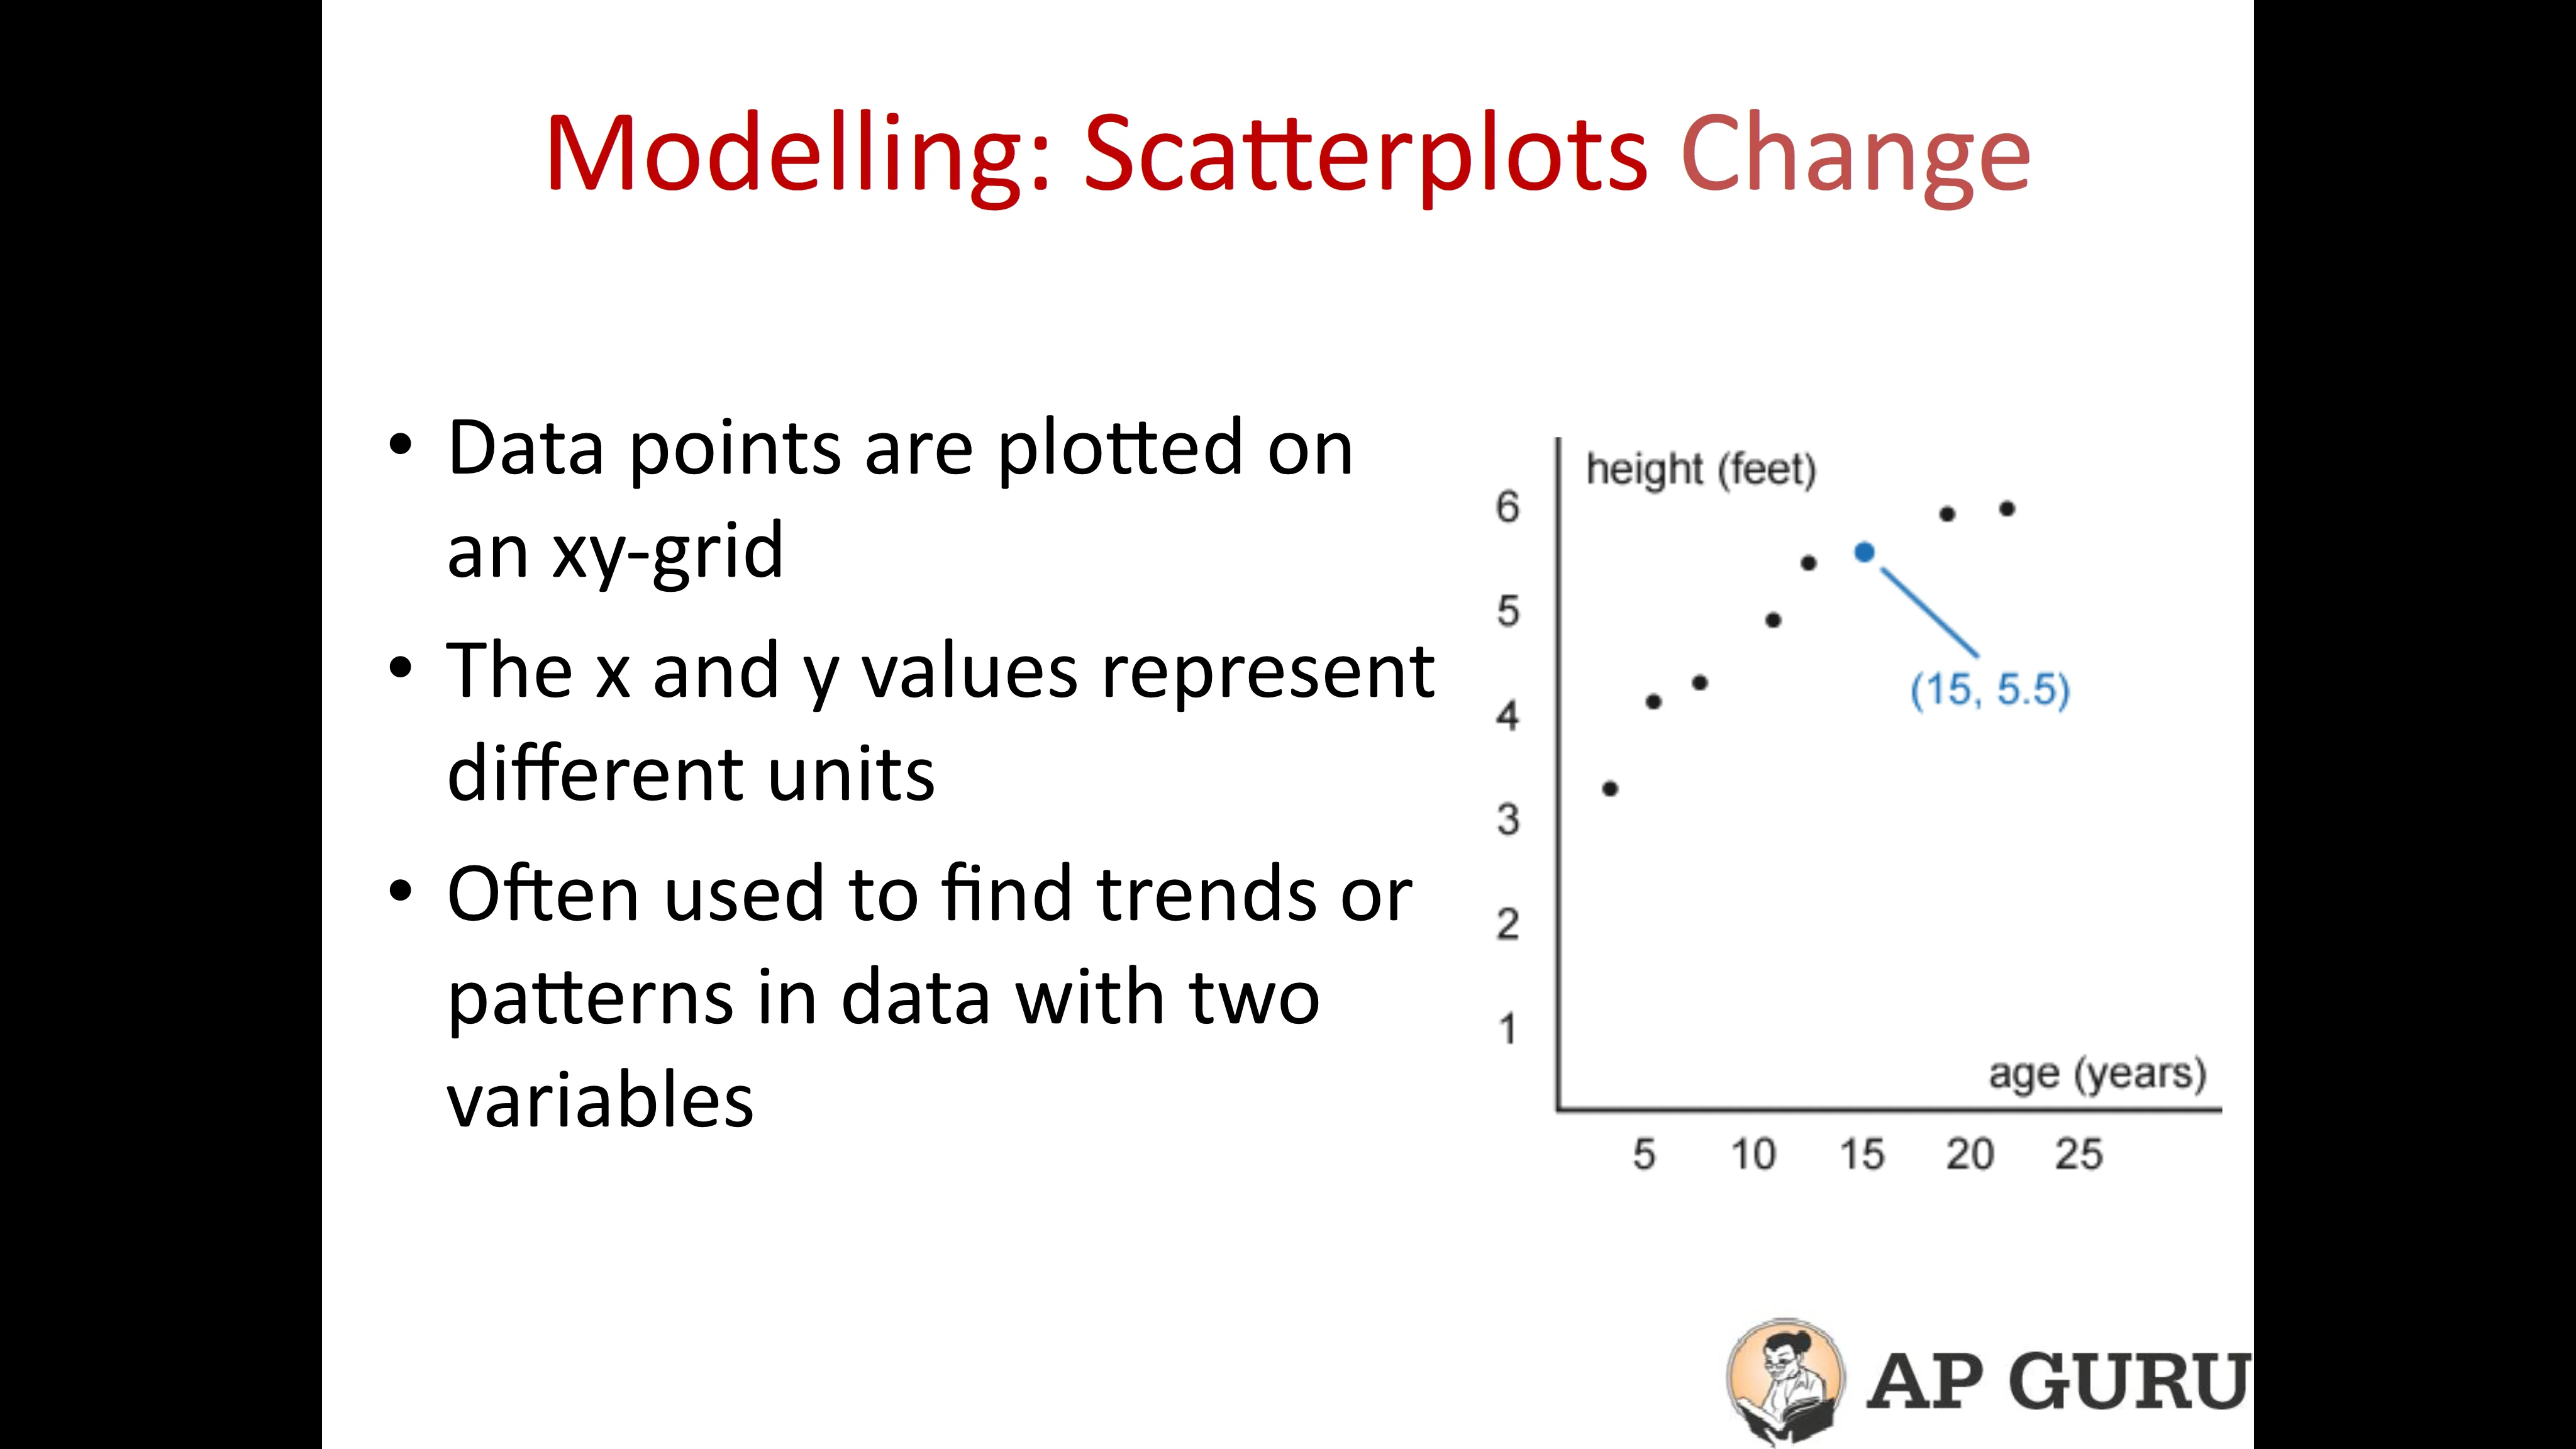 Modelling: Scatterplots Change
• Data points are plotted on
an xy-grid
• The x and y values represent
different units
• Often used to find trends or
patterns in data with two
variables
height (feet)
6
5
4
3
2
1
(15, 5.5)
age (years)
5 10 15 20 25
AP GURU